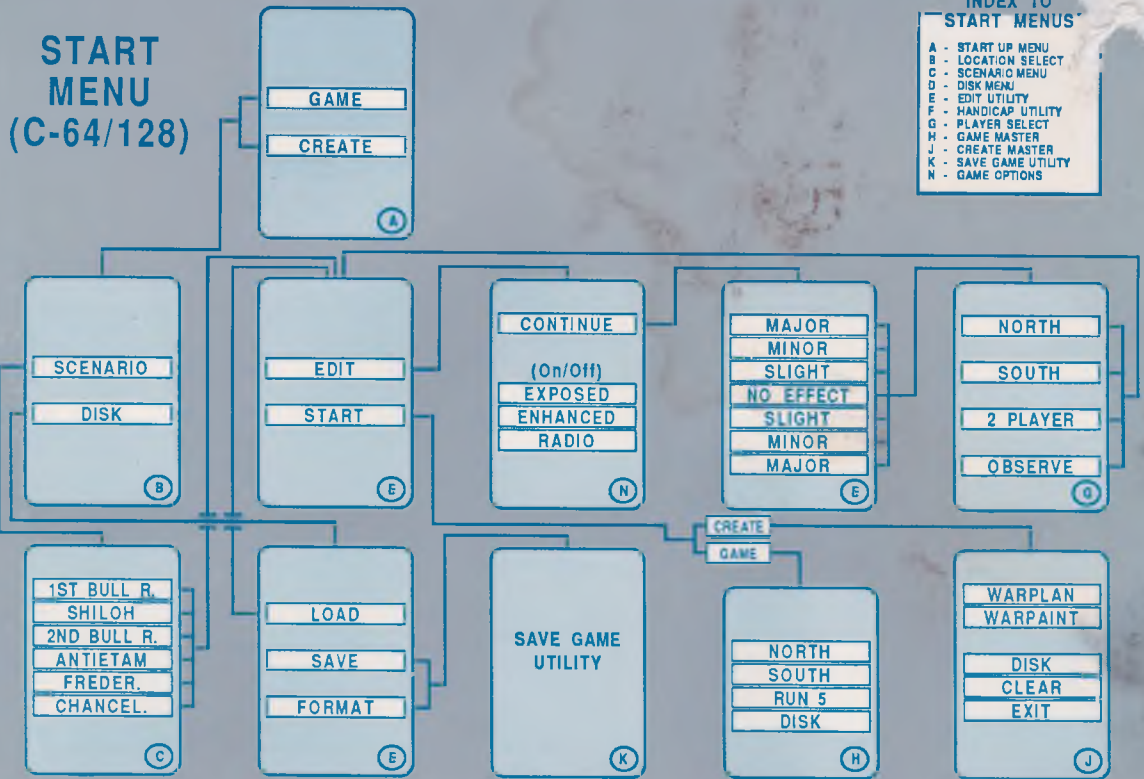 START
MENU
(C-64/128)
GAME
CREATE
A
INDEX TO
START MENUS
A - START UP MENU
B - LOCATION SELECT
C - SCENARIO MENU
D - DISK MENU
E - EDIT UTILITY
F - HANDICAP UTILITY
G - PLAYER SELECT
H - GAME MASTER
J - CREATE MASTER
K - SAVE GAME UTILITY
N - GAME OPTIONS
SCENARIO
DISK
B
EDIT
START
E
CONTINUE
(On/Off)
EXPOSED
ENHANCED
RADIO
N
MAJOR
MINOR
SLIGHT
NO EFFECT
SLIGHT
MINOR
MAJOR
E
NORTH
SOUTH
2 PLAYER
OBSERVE
G
CREATE
GAME
1ST BULL R.
SHILOH
2ND BULL R.
ANTIETAM
FREDER.
CHANCEL.
C
LOAD
SAVE
FORMAT
E
SAVE GAME
UTILITY
K
NORTH
SOUTH
RUN 5
DISK
H
WARPLAN
WARPAINT
DISK
CLEAR
EXIT
J